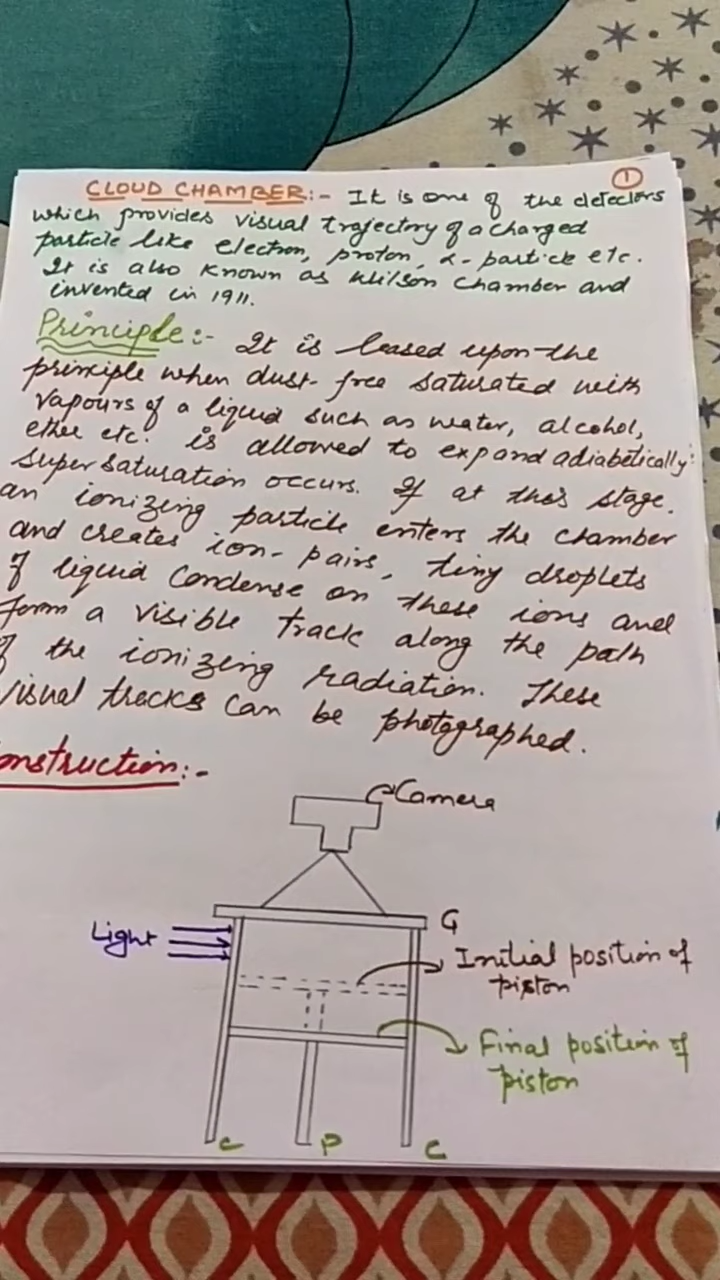 ①
CLOUD CHAMBER:- It is one of the detectors
which provides visual trajectory of a charged
particle like electron, proton, α-particle etc.
It is also known as Wilson Chamber and
invented in 1911.
Principle:- It is based upon the
principle when dust-free saturated with
vapours of a liquid such as water, alcohol,
ether etc. is allowed to expand adiabetically
supersaturation occurs. If at this stage.
an ionizing particle enters the chamber
and creates ion-pairs, tiny droplets
of liquid condense on these ions and
form a visible track along the path
of the ionizing radiation. These
visual tracks can be photographed.
onstruction:-
Camera
G
Light
Initial position of
piston
Final position of
piston
C P C